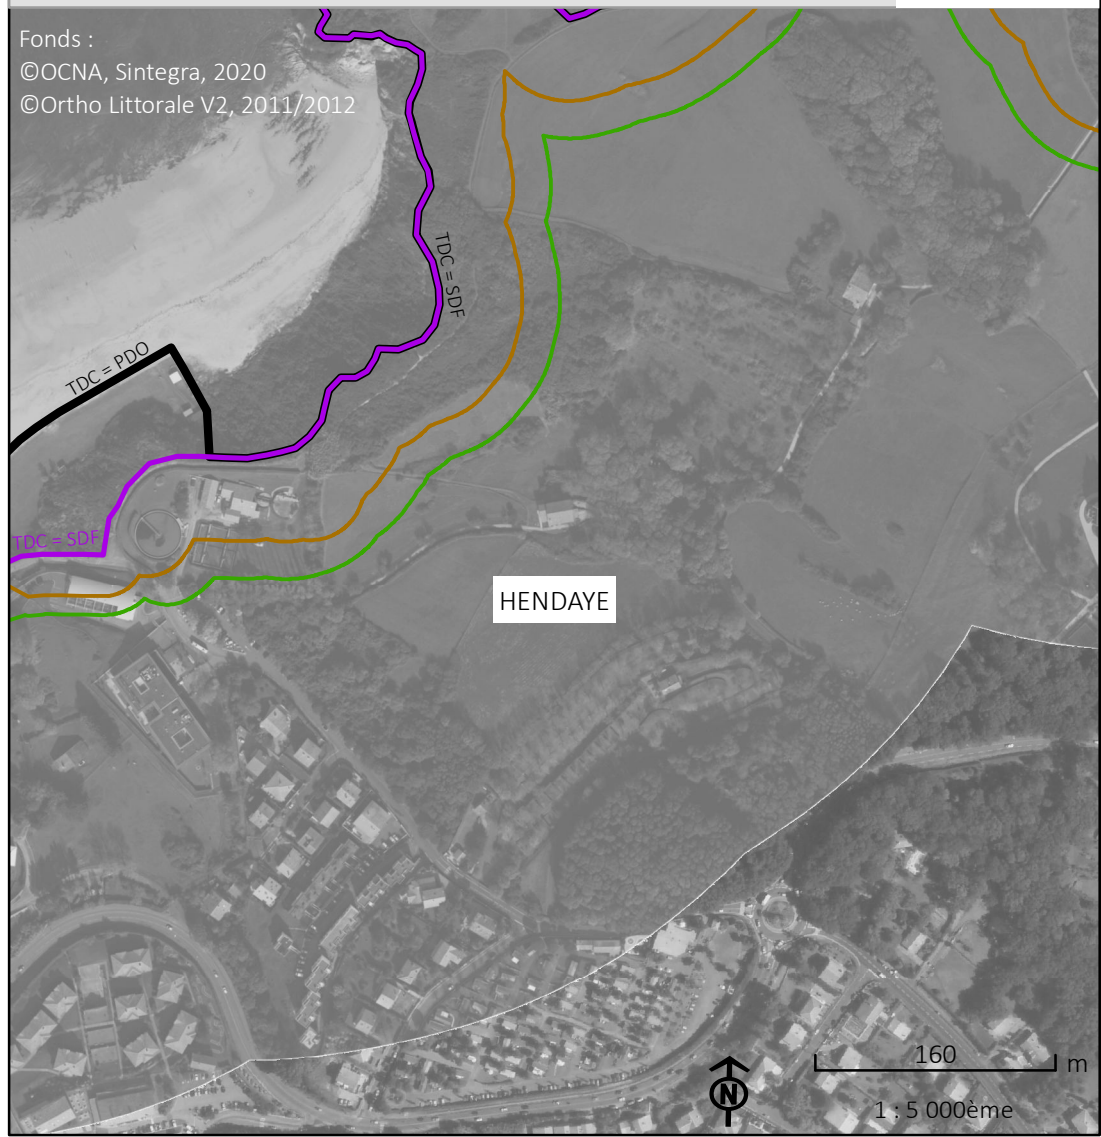 Fonds :
©OCNA, Sintegra, 2020
©Ortho Littorale V2, 2011/2012
TDC = SDF
TDC = PDO
TDC = SDF
HENDAYE
N
160
m
1 : 5 000ème